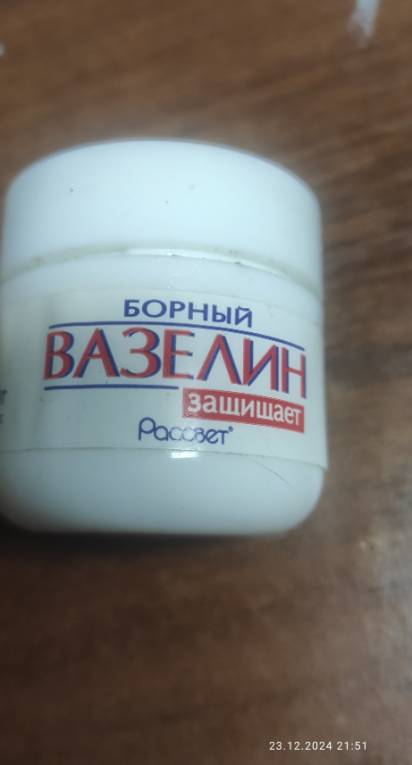 БОРНЫЙ
ВАЗЕЛИН
защищает
Рассвет®
23.12.2024 21:51